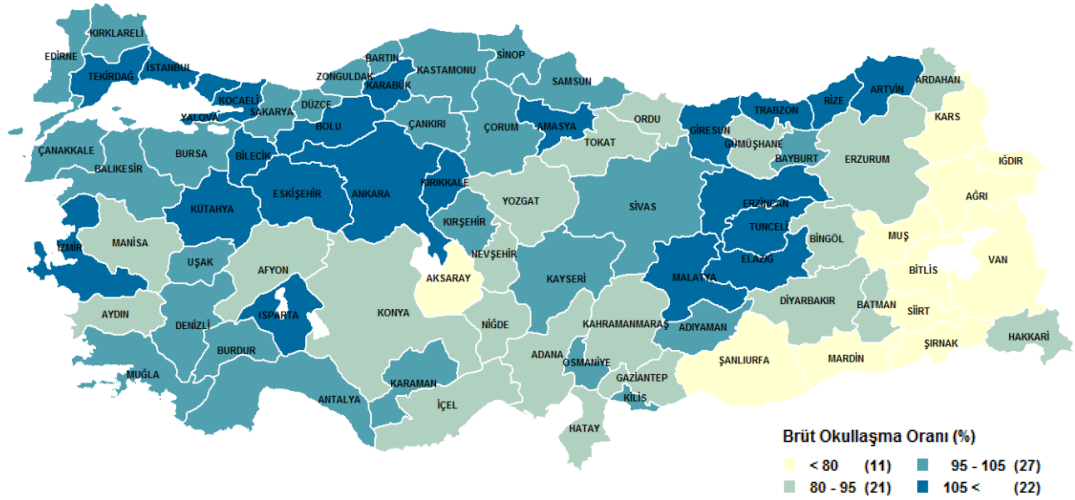 KIRKLARELİ
EDİRNE
TEKİRDAĞ
İSTANBUL
KOCAELİ
YALOVA
SAKARYA
DÜZCE
ZONGULDAK
BARTIN
KARABÜK
KASTAMONU
SİNOP
SAMSUN
BOLU
ÇANKIRI
ÇORUM
AMASYA
ORDU
TOKAT
GİRESUN
TRABZON
GÜMÜŞHANE
RİZE
ARTVİN
ARDAHAN
KARS
BAYBURT
ERZURUM
IĞDIR
AĞRI
ÇANAKKALE
BALIKESİR
BURSA
BİLECİK
ESKİŞEHİR
ANKARA
KIRIKKALE
KÜTAHYA
YOZGAT
SİVAS
ERZİNCAN
TUNCELİ
BİNGÖL
MUŞ
BİTLİS
VAN
KIRŞEHİR
NEVŞEHİR
İZMİR
MANİSA
UŞAK
AFYON
AKSARAY
KAYSERİ
MALATYA
ELAZIĞ
DİYARBAKIR
BATMAN
SİİRT
ŞIRNAK
HAKKARİ
AYDIN
DENİZLİ
ISPARTA
KONYA
NİĞDE
KAHRAMANMARAŞ
ADIYAMAN
ŞANLIURFA
MARDİN
MUĞLA
BURDUR
ANTALYA
KARAMAN
İÇEL
ADANA
OSMANİYE
GAZİANTEP
KİLİS
HATAY
Brüt Okullaşma Oranı (%)
< 80 (11) 95 - 105 (27)
80 - 95 (21) 105 < (22)